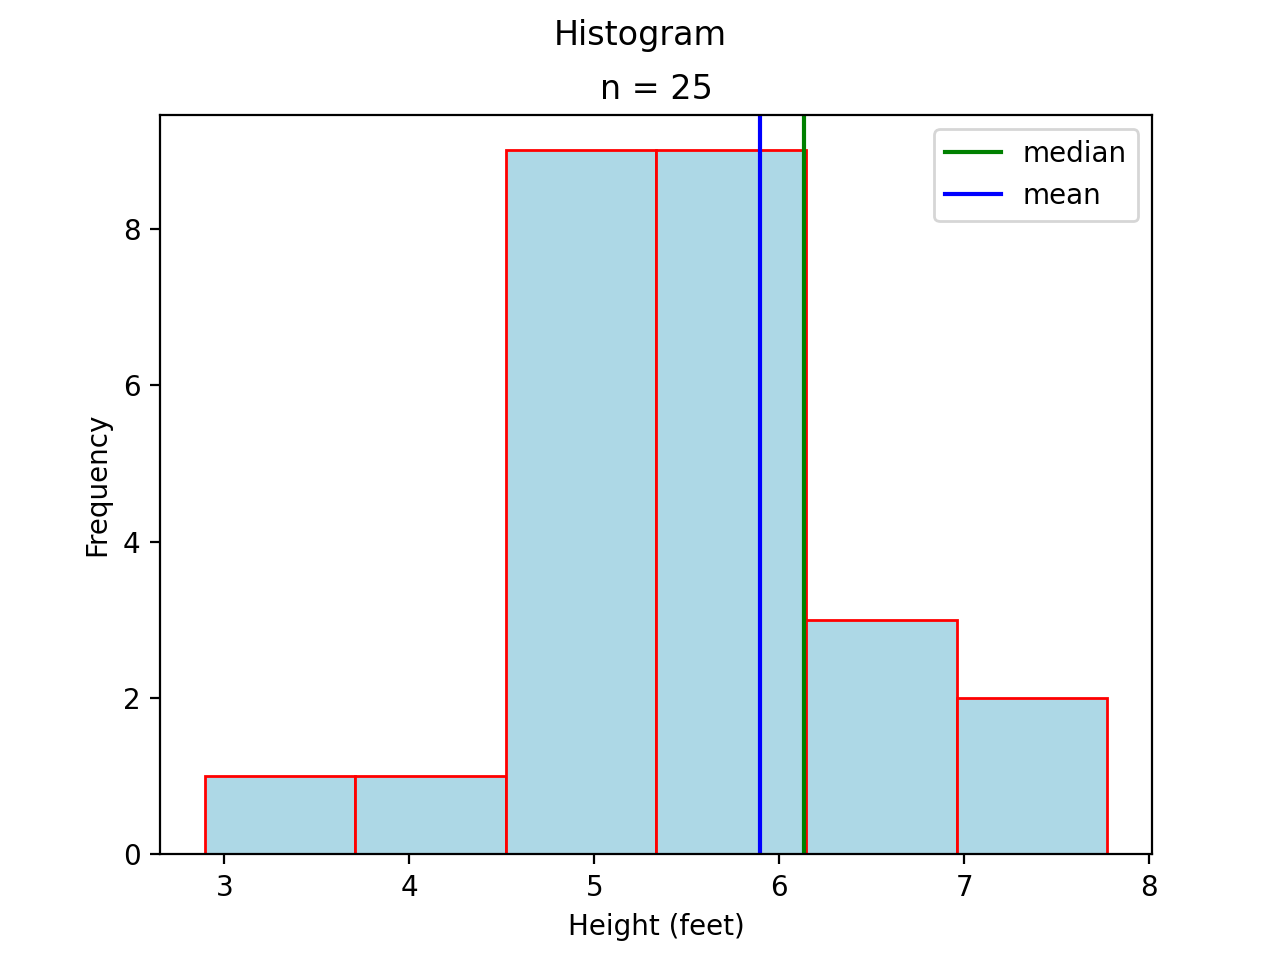 Histogram
n = 25
median
mean
8
6
4
2
0
Frequency
3 4 5 6 7 8
Height (feet)